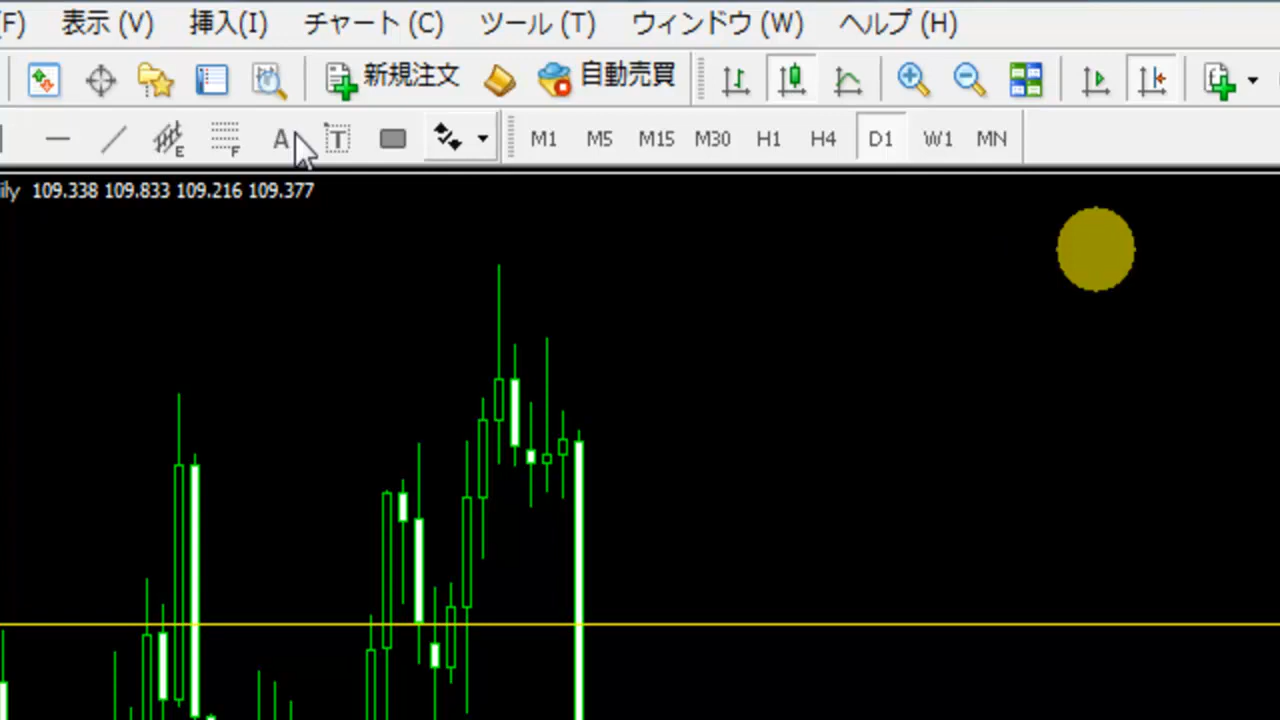 (F) 表示 (V) 挿入(I) チャート (C) ツール (T) ウィンドウ (W) ヘルプ (H)
新規注文 自動売買
E F A T M1 M5 M15 M30 H1 H4 D1 W1 MN
ily 109.338 109.833 109.216 109.377